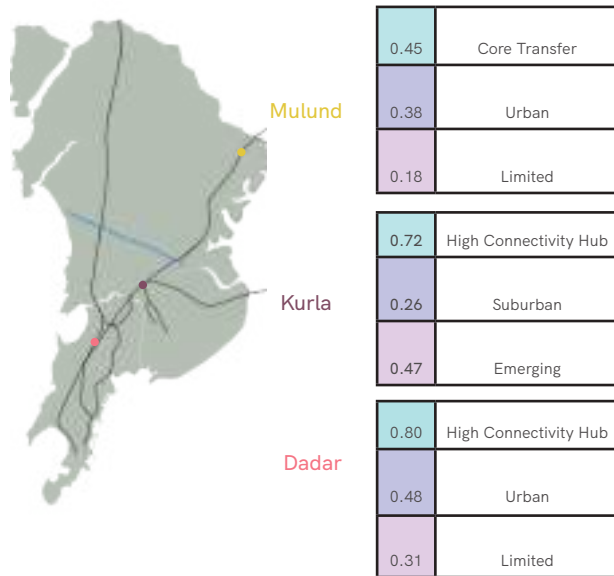 Mulund
0.45 Core Transfer
0.38 Urban
0.18 Limited
Kurla
0.72 High Connectivity Hub
0.26 Suburban
0.47 Emerging
Dadar
0.80 High Connectivity Hub
0.48 Urban
0.31 Limited